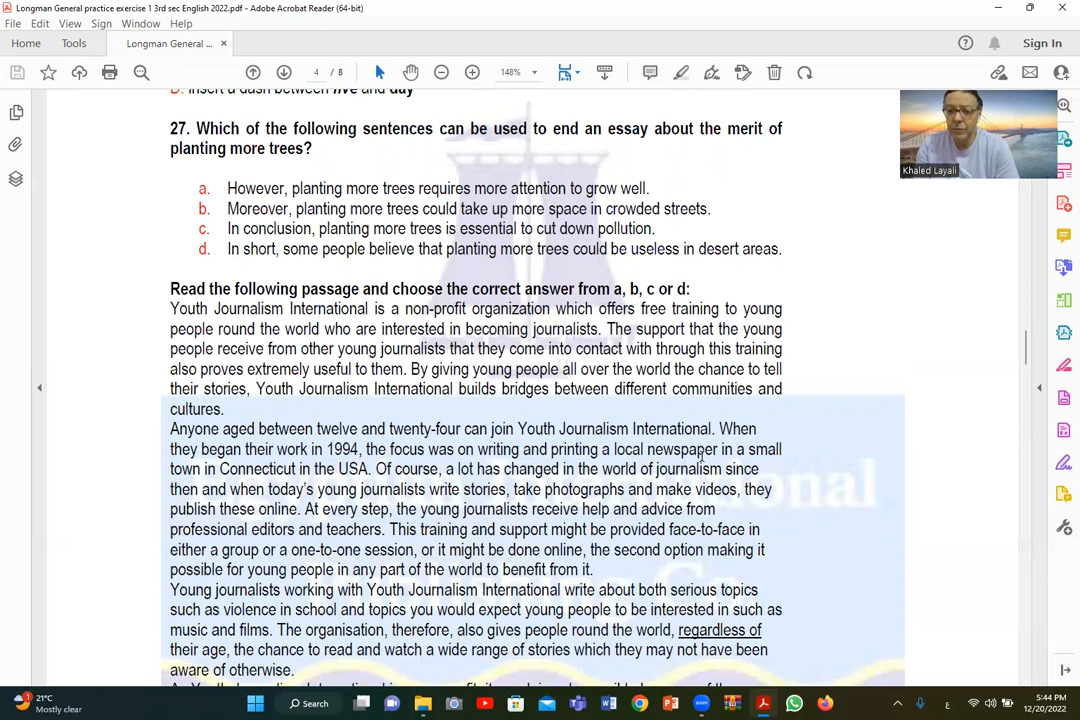 Longman General practice exercise 1 3rd sec English 2022.pdf - Adobe Acrobat Reader (64-bit)
File Edit View Sign Window Help
Home Tools Longman General ... ×
Sign In
4 / 8 148%
D. Insert a dash between five and day
27. Which of the following sentences can be used to end an essay about the merit of
planting more trees?
a. However, planting more trees requires more attention to grow well.
b. Moreover, planting more trees could take up more space in crowded streets.
c. In conclusion, planting more trees is essential to cut down pollution.
d. In short, some people believe that planting more trees could be useless in desert areas.
Khaled Layali
Read the following passage and choose the correct answer from a, b, c or d:
Youth Journalism International is a non-profit organization which offers free training to young
people round the world who are interested in becoming journalists. The support that the young
people receive from other young journalists that they come into contact with through this training
also proves extremely useful to them. By giving young people all over the world the chance to tell
their stories, Youth Journalism International builds bridges between different communities and
cultures.
Anyone aged between twelve and twenty-four can join Youth Journalism International. When
they began their work in 1994, the focus was on writing and printing a local newspaper in a small
town in Connecticut in the USA. Of course, a lot has changed in the world of journalism since
then and when today's young journalists write stories, take photographs and make videos, they
publish these online. At every step, the young journalists receive help and advice from
professional editors and teachers. This training and support might be provided face-to-face in
either a group or a one-to-one session, or it might be done online, the second option making it
possible for young people in any part of the world to benefit from it.
Young journalists working with Youth Journalism International write about both serious topics
such as violence in school and topics you would expect young people to be interested in such as
music and films. The organisation, therefore, also gives people round the world, regardless of
their age, the chance to read and watch a wide range of stories which they may not have been
aware of otherwise.
21°C
Mostly clear
Search
ع
5:44 PM
12/20/2022